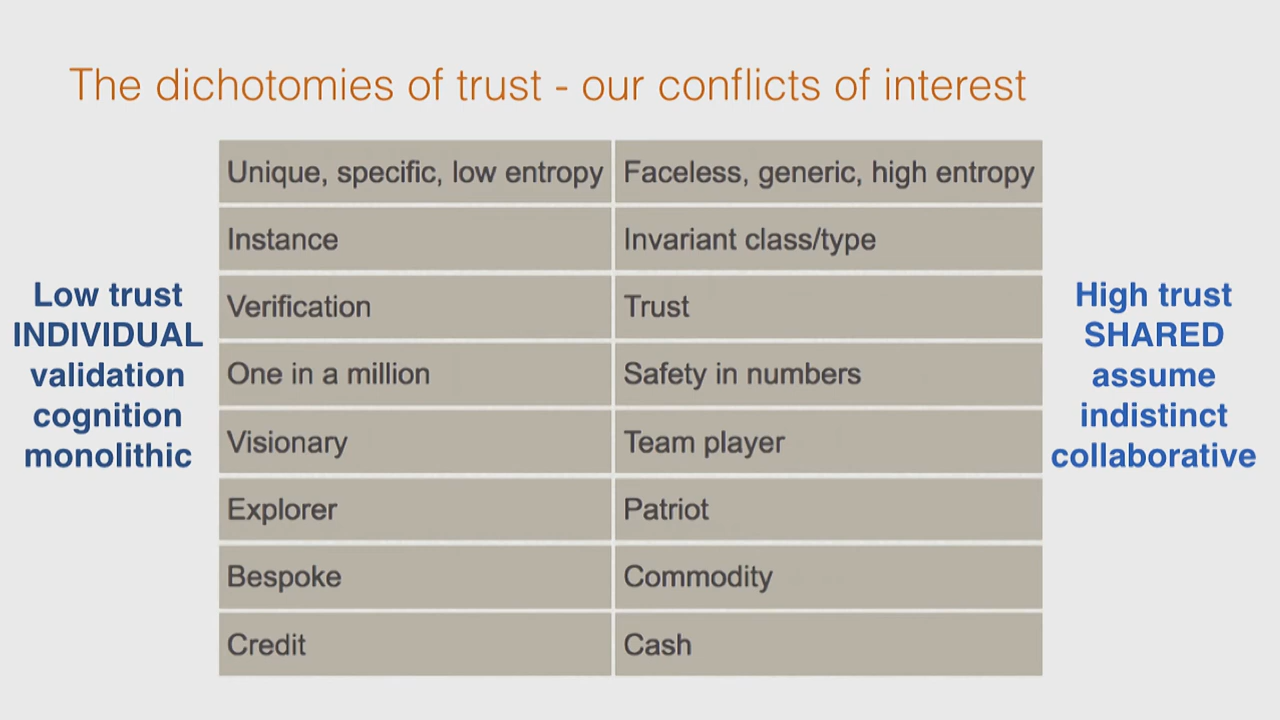 The dichotomies of trust - our conflicts of interest
Unique, specific, low entropy
Faceless, generic, high entropy
Instance
Invariant class/type
Verification
Trust
One in a million
Safety in numbers
Visionary
Team player
Explorer
Patriot
Bespoke
Commodity
Credit
Cash
Low trust
INDIVIDUAL
validation
cognition
monolithic
High trust
SHARED
assume
indistinct
collaborative